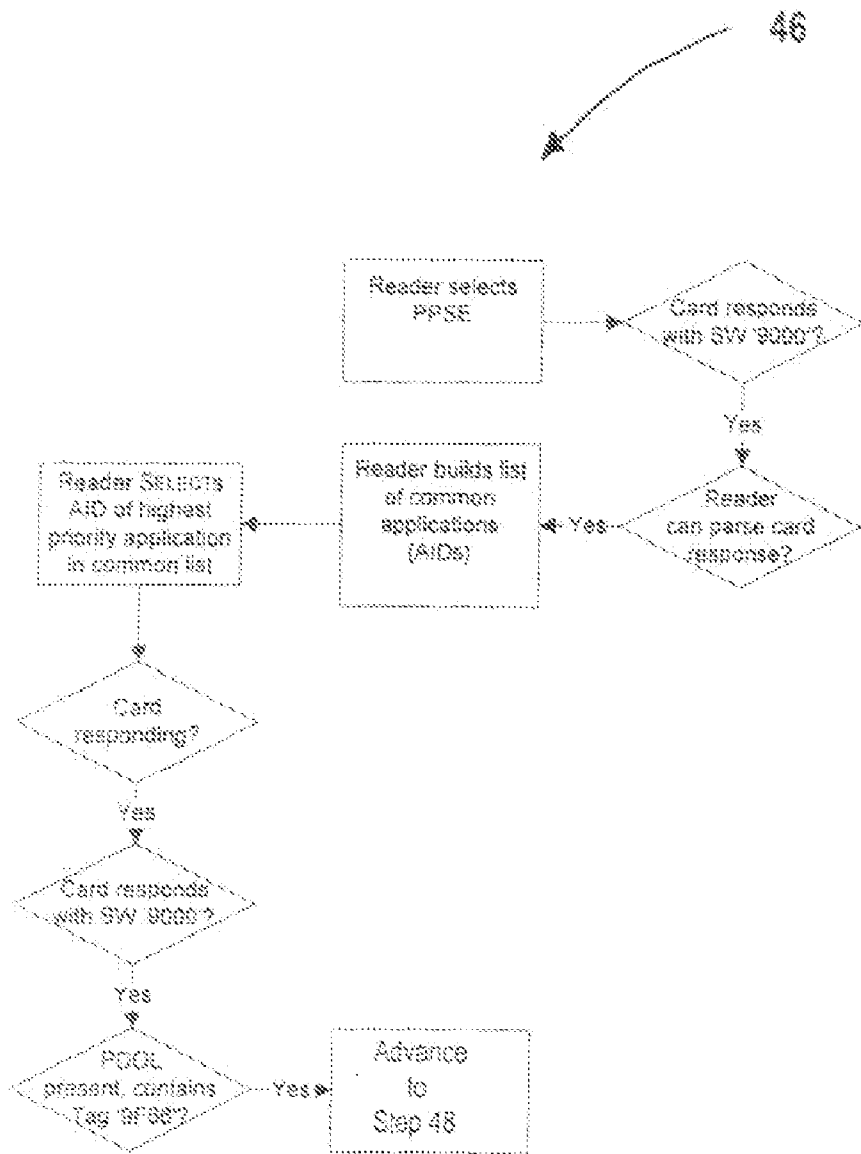 46
Reader selects
PPSE
Card responds
with SW '9000'?
Yes
Reader
can parse card
response?
Yes
Reader builds list
of common
applications
(AIDs)
Reader SELECTS
AID of highest
priority application
in common list
Card
responding?
Yes
Card responds
with SW '9000'?
Yes
PDOL
present, contains
Tag
Yes
Advance
to
Step 48